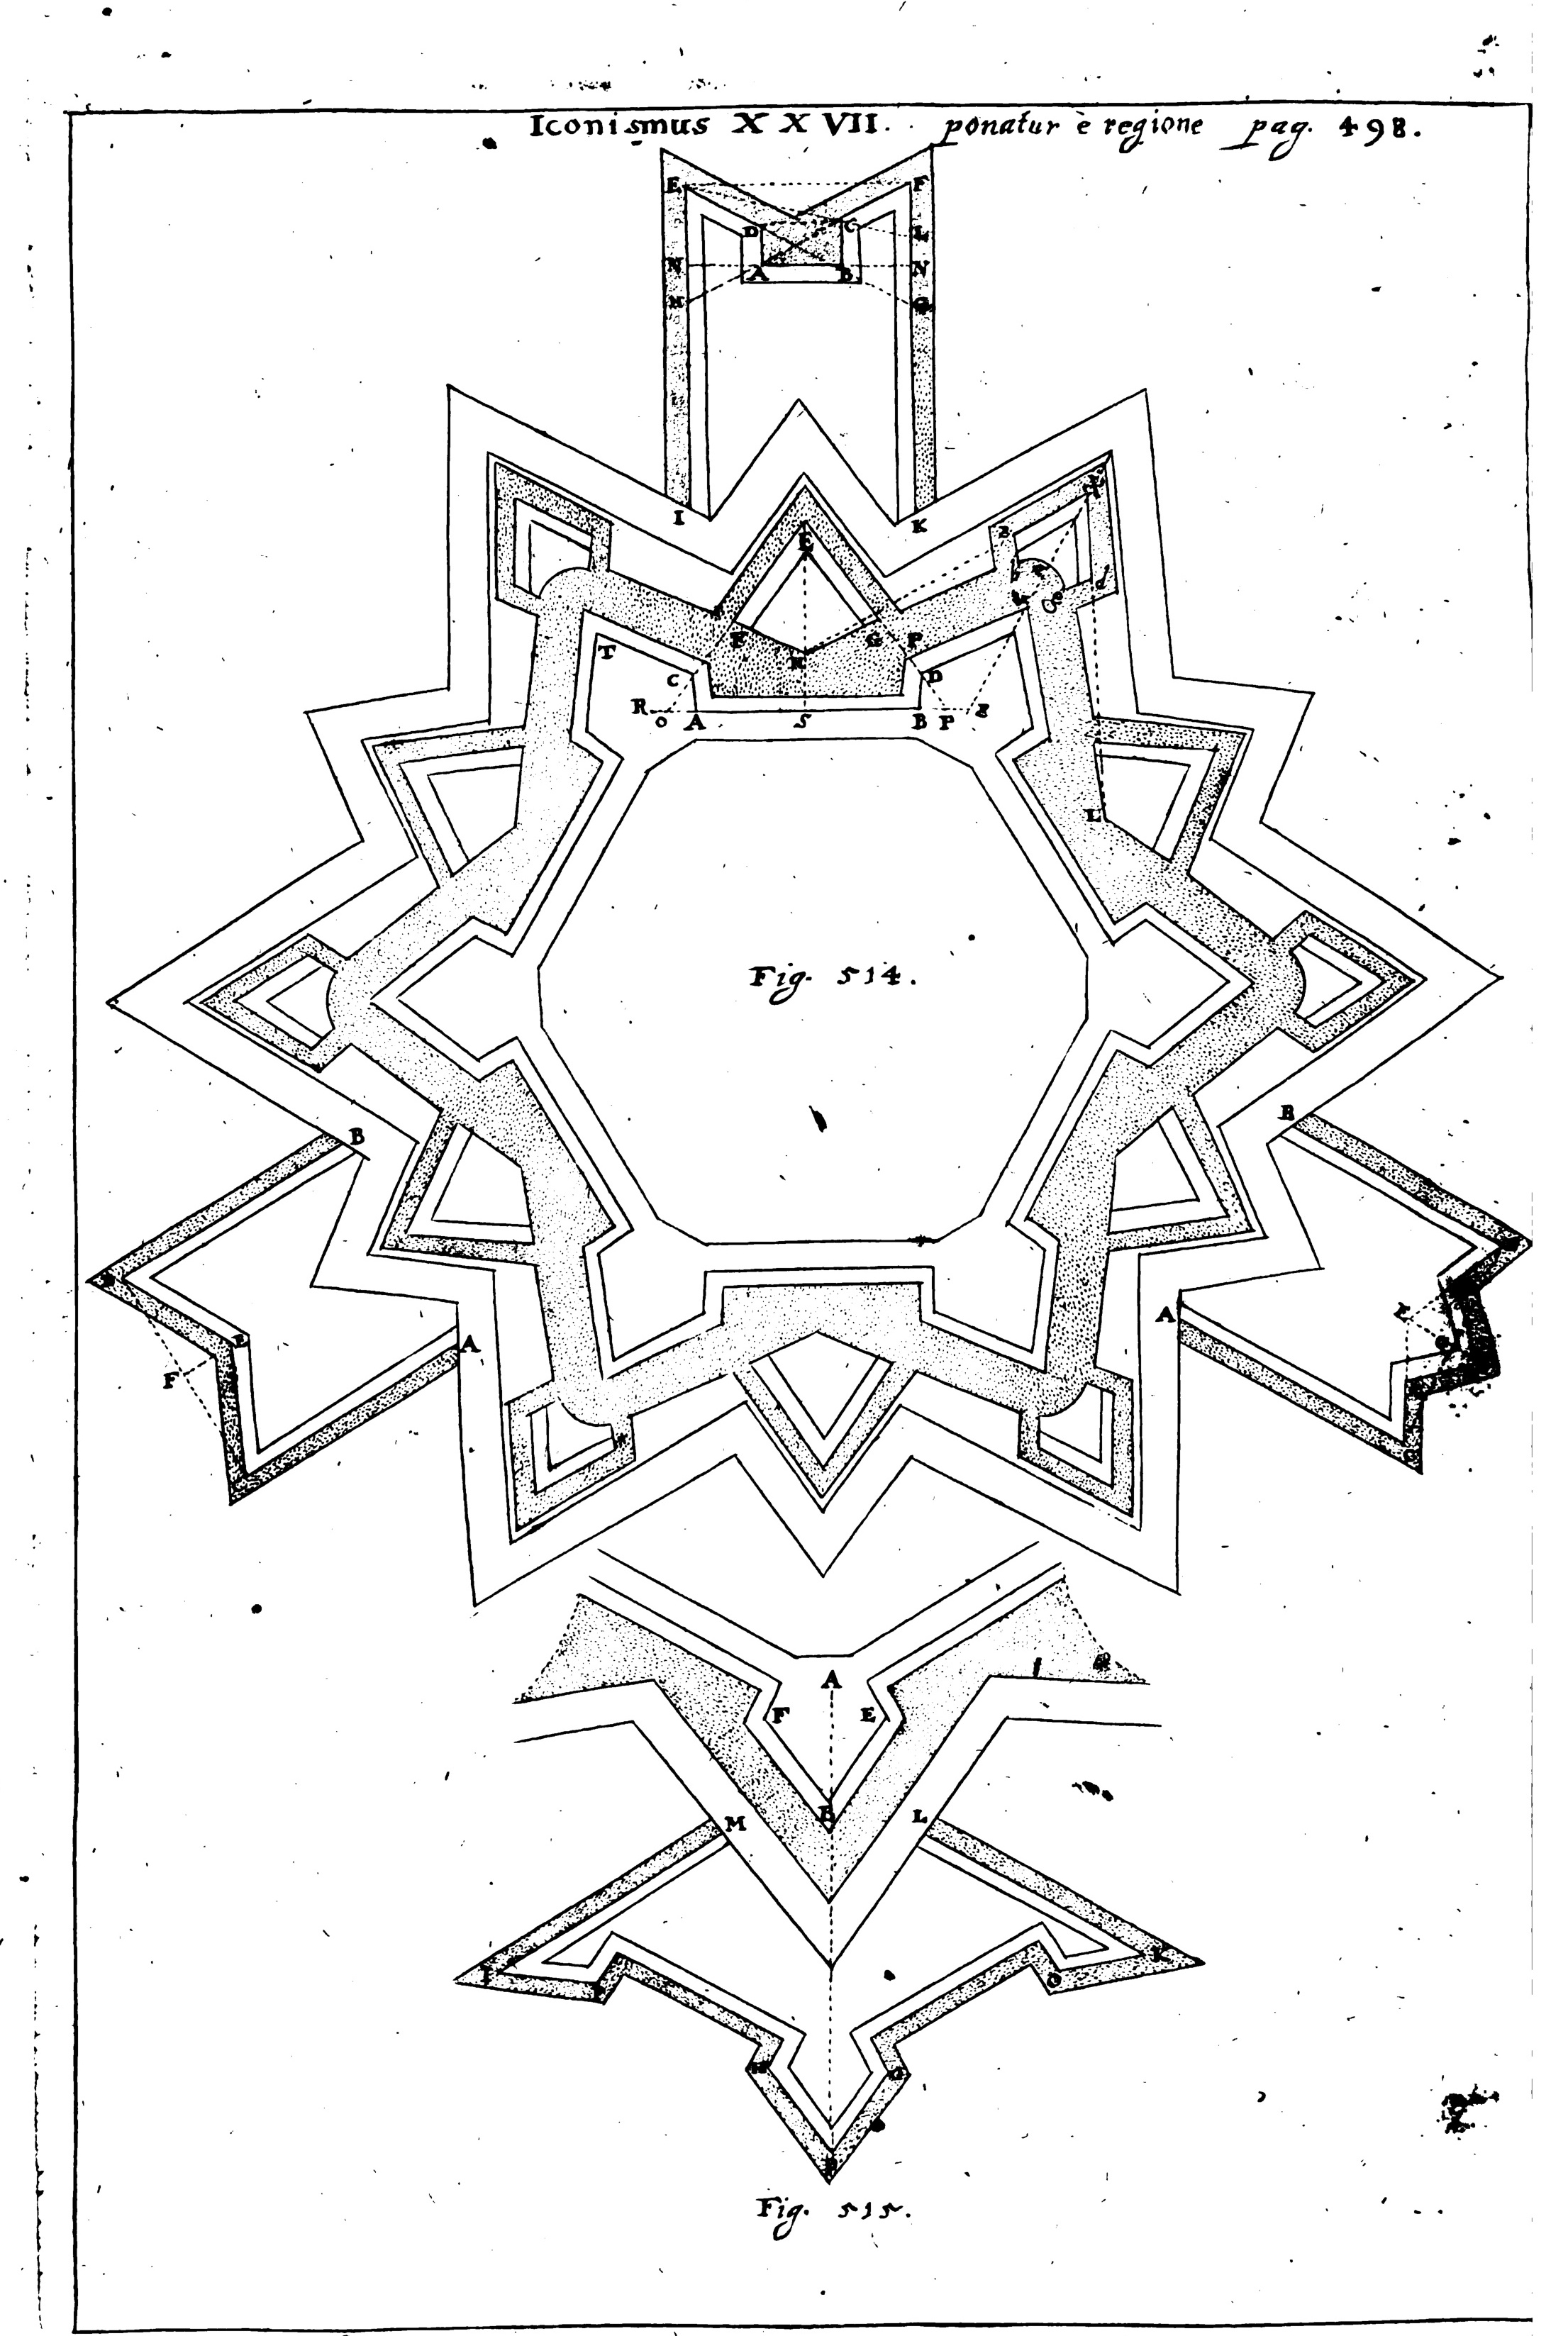 Iconismus XXVII. ponatur è regione pag. 498.
E F
D C L
N A B N
H G
I K
E
F G P
H
T
C D
R O A S B P
L
Fig. 514.
B B
A A
E
F
A
F E
B
M L
K
O
Fig. 515.